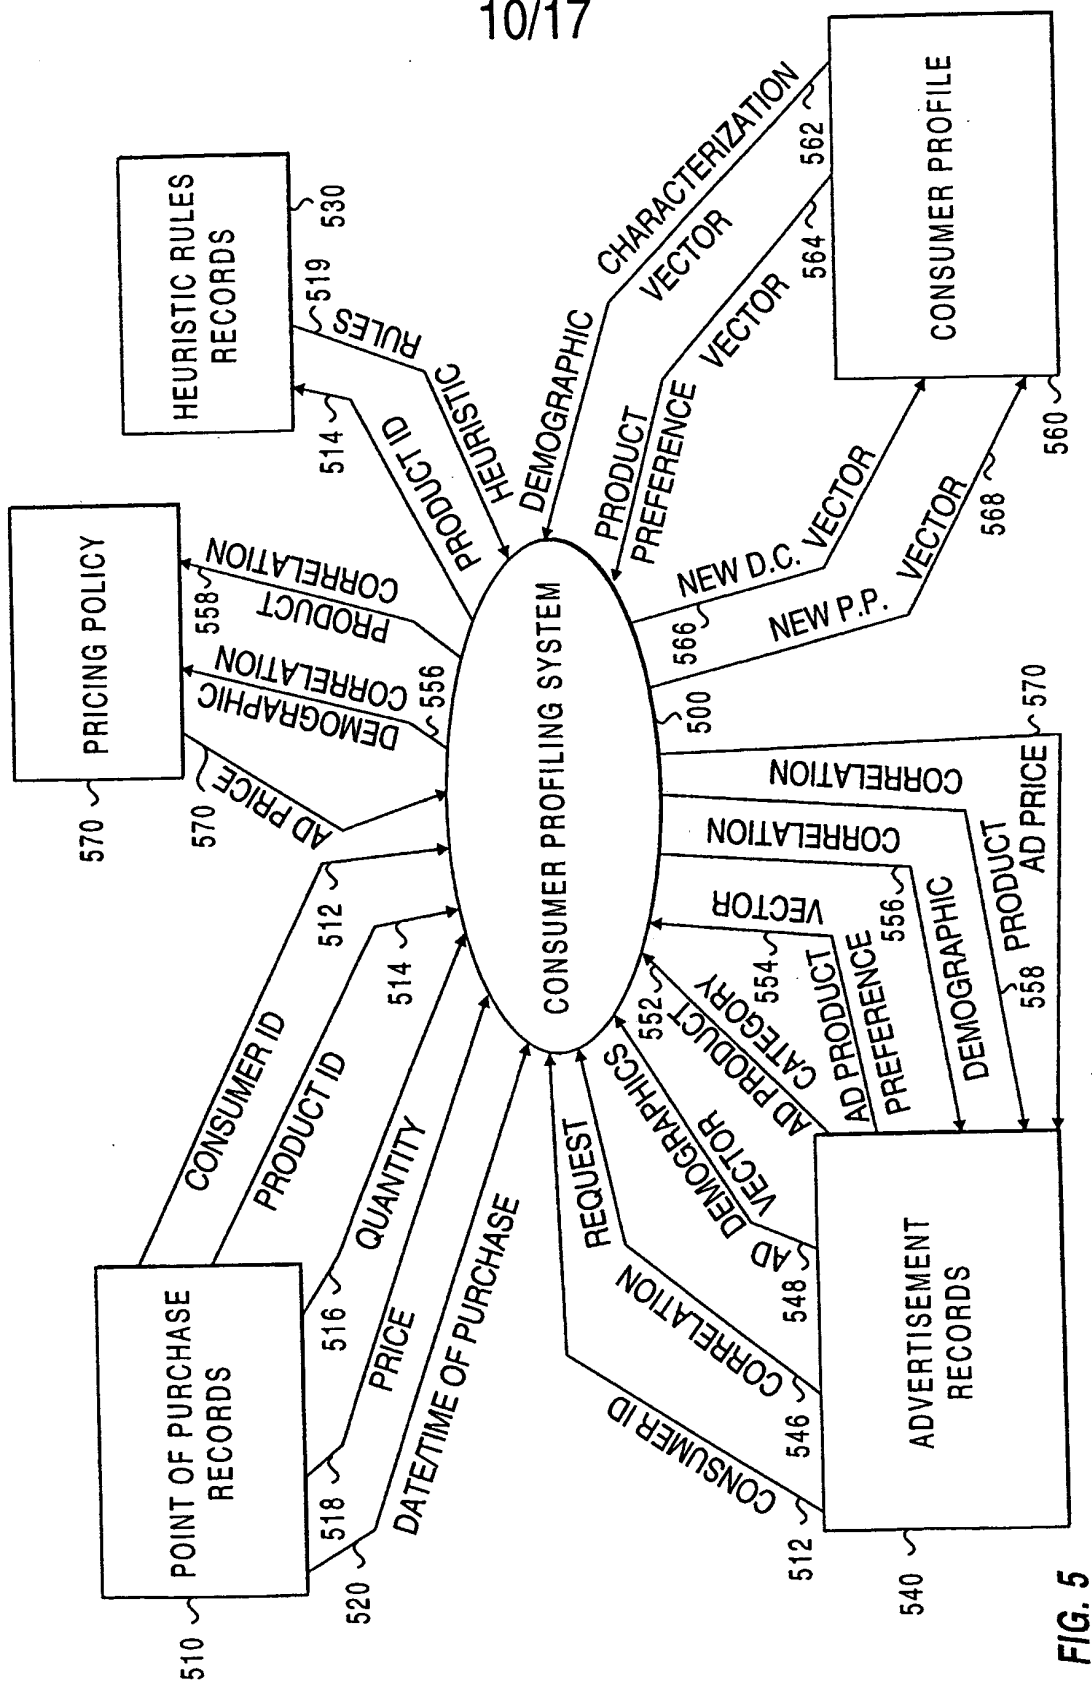 10/17
POINT OF PURCHASE
RECORDS
510
CONSUMER ID
512
PRODUCT ID
514
QUANTITY
516
PRICE
518
DATE/TIME OF PURCHASE
520
PRICING POLICY
570
AD PRICE
570
DEMOGRAPHIC
CORRELATION
556
PRODUCT
CORRELATION
558
HEURISTIC RULES
RECORDS
530
PRODUCT ID
514
HEURISTIC
RULES
519
CONSUMER PROFILING SYSTEM
500
ADVERTISEMENT
RECORDS
540
CONSUMER ID
512
CORRELATION
REQUEST
546
AD DEMOGRAPHICS
VECTOR
548
AD PRODUCT
CATEGORY
552
AD PRODUCT
PREFERENCE
VECTOR
554
DEMOGRAPHIC
CORRELATION
556
PRODUCT
CORRELATION
558
AD PRICE
570
CONSUMER PROFILE
560
DEMOGRAPHIC
CHARACTERIZATION
VECTOR
562
PRODUCT
PREFERENCE
VECTOR
564
NEW D.C. VECTOR
566
NEW P.P. VECTOR
568
FIG. 5